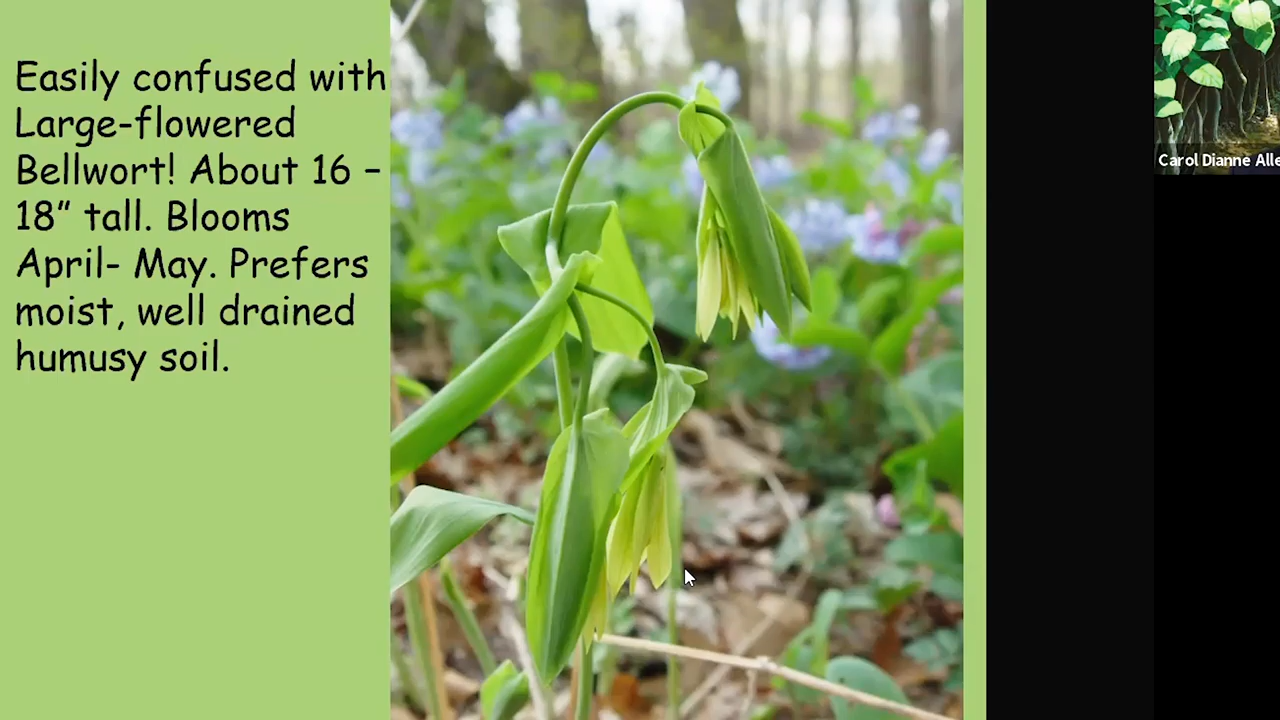 Easily confused with
Large-flowered
Bellwort! About 16 –
18” tall. Blooms
April- May. Prefers
moist, well drained
humusy soil.
Carol Dianne Alle